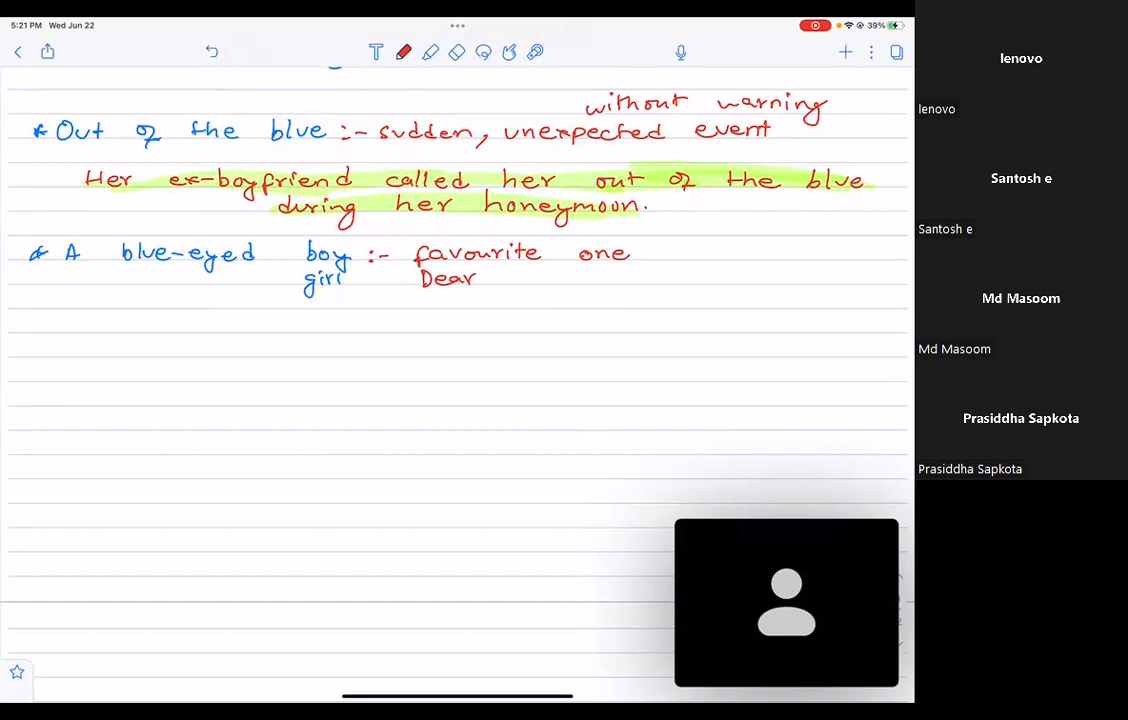 5:21 PM Wed Jun 22
39%
T
without warning
* Out of the blue :- sudden, unexpected event
Her ex-boyfriend called her out of the blue
during her honeymoon.
* A blue-eyed boy :- favourite one
girl Dear
lenovo
lenovo
Santosh e
Santosh e
Md Masoom
Md Masoom
Prasiddha Sapkota
Prasiddha Sapkota